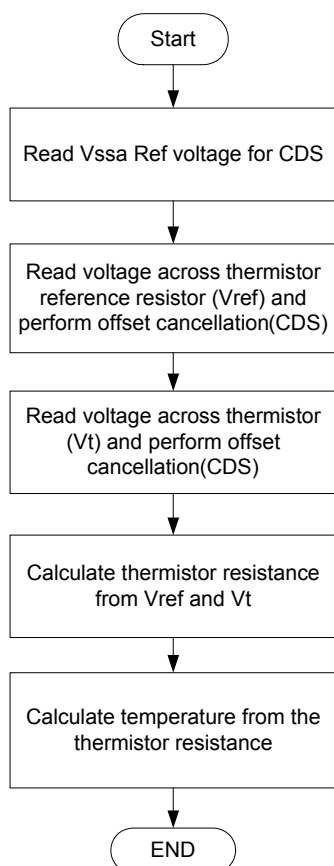 Start
Read Vssa Ref voltage for CDS
Read voltage across thermistor
reference resistor (Vref) and
perform offset cancellation(CDS)
Read voltage across thermistor
(Vt) and perform offset
cancellation(CDS)
Calculate thermistor resistance
from Vref and Vt
Calculate temperature from the
thermistor resistance
END